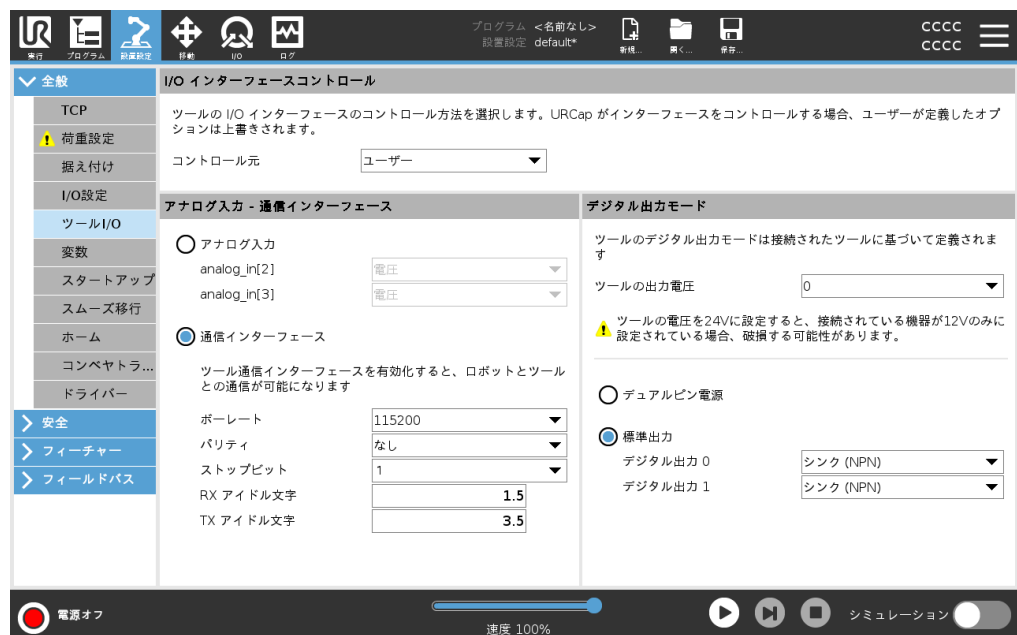 プログラム <名前なし>
設置設定 default*
CCCC
CCCC
実行 プログラム 設置設定 移動 I/O ログ 新規... 開く... 保存...
全般
TCP
荷重設定
据え付け
I/O設定
ツールI/O
変数
スタートアップ
スムーズ移行
ホーム
コンベヤトラ...
ドライバー
安全
フィーチャー
フィールドバス
I/O インターフェースコントロール
ツールの I/O インターフェースのコントロール方法を選択します。URCap がインターフェースをコントロールする場合、ユーザーが定義したオプ
ションは上書きされます。
コントロール元 ユーザー
アナログ入力 - 通信インターフェース
アナログ入力
analog_in[2] 電圧
analog_in[3] 電圧
通信インターフェース
ツール通信インターフェースを有効化すると、ロボットとツール
との通信が可能になります
ボーレート 115200
パリティ なし
ストップビット 1
RX アイドル文字 1.5
TX アイドル文字 3.5
デジタル出力モード
ツールのデジタル出力モードは接続されたツールに基づいて定義されま
す
ツールの出力電圧 0
ツールの電圧を24Vに設定すると、接続されている機器が12Vのみに
設定されている場合、破損する可能性があります。
デュアルピン電源
標準出力
デジタル出力 0 シンク (NPN)
デジタル出力 1 シンク (NPN)
電源オフ
速度 100%
シミュレーション